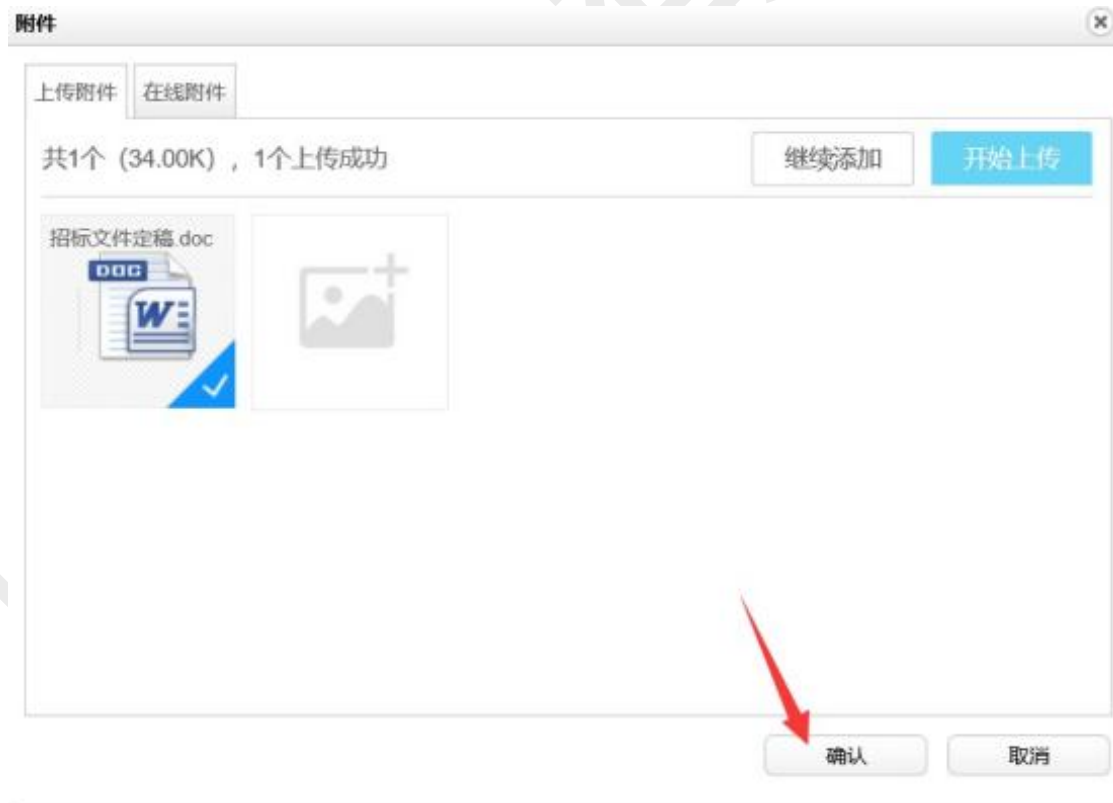 附件
上传附件 在线附件
共1个 (34.00K) ，1个上传成功 继续添加 开始上传
招标文件定稿.doc
DOC
W
确认 取消